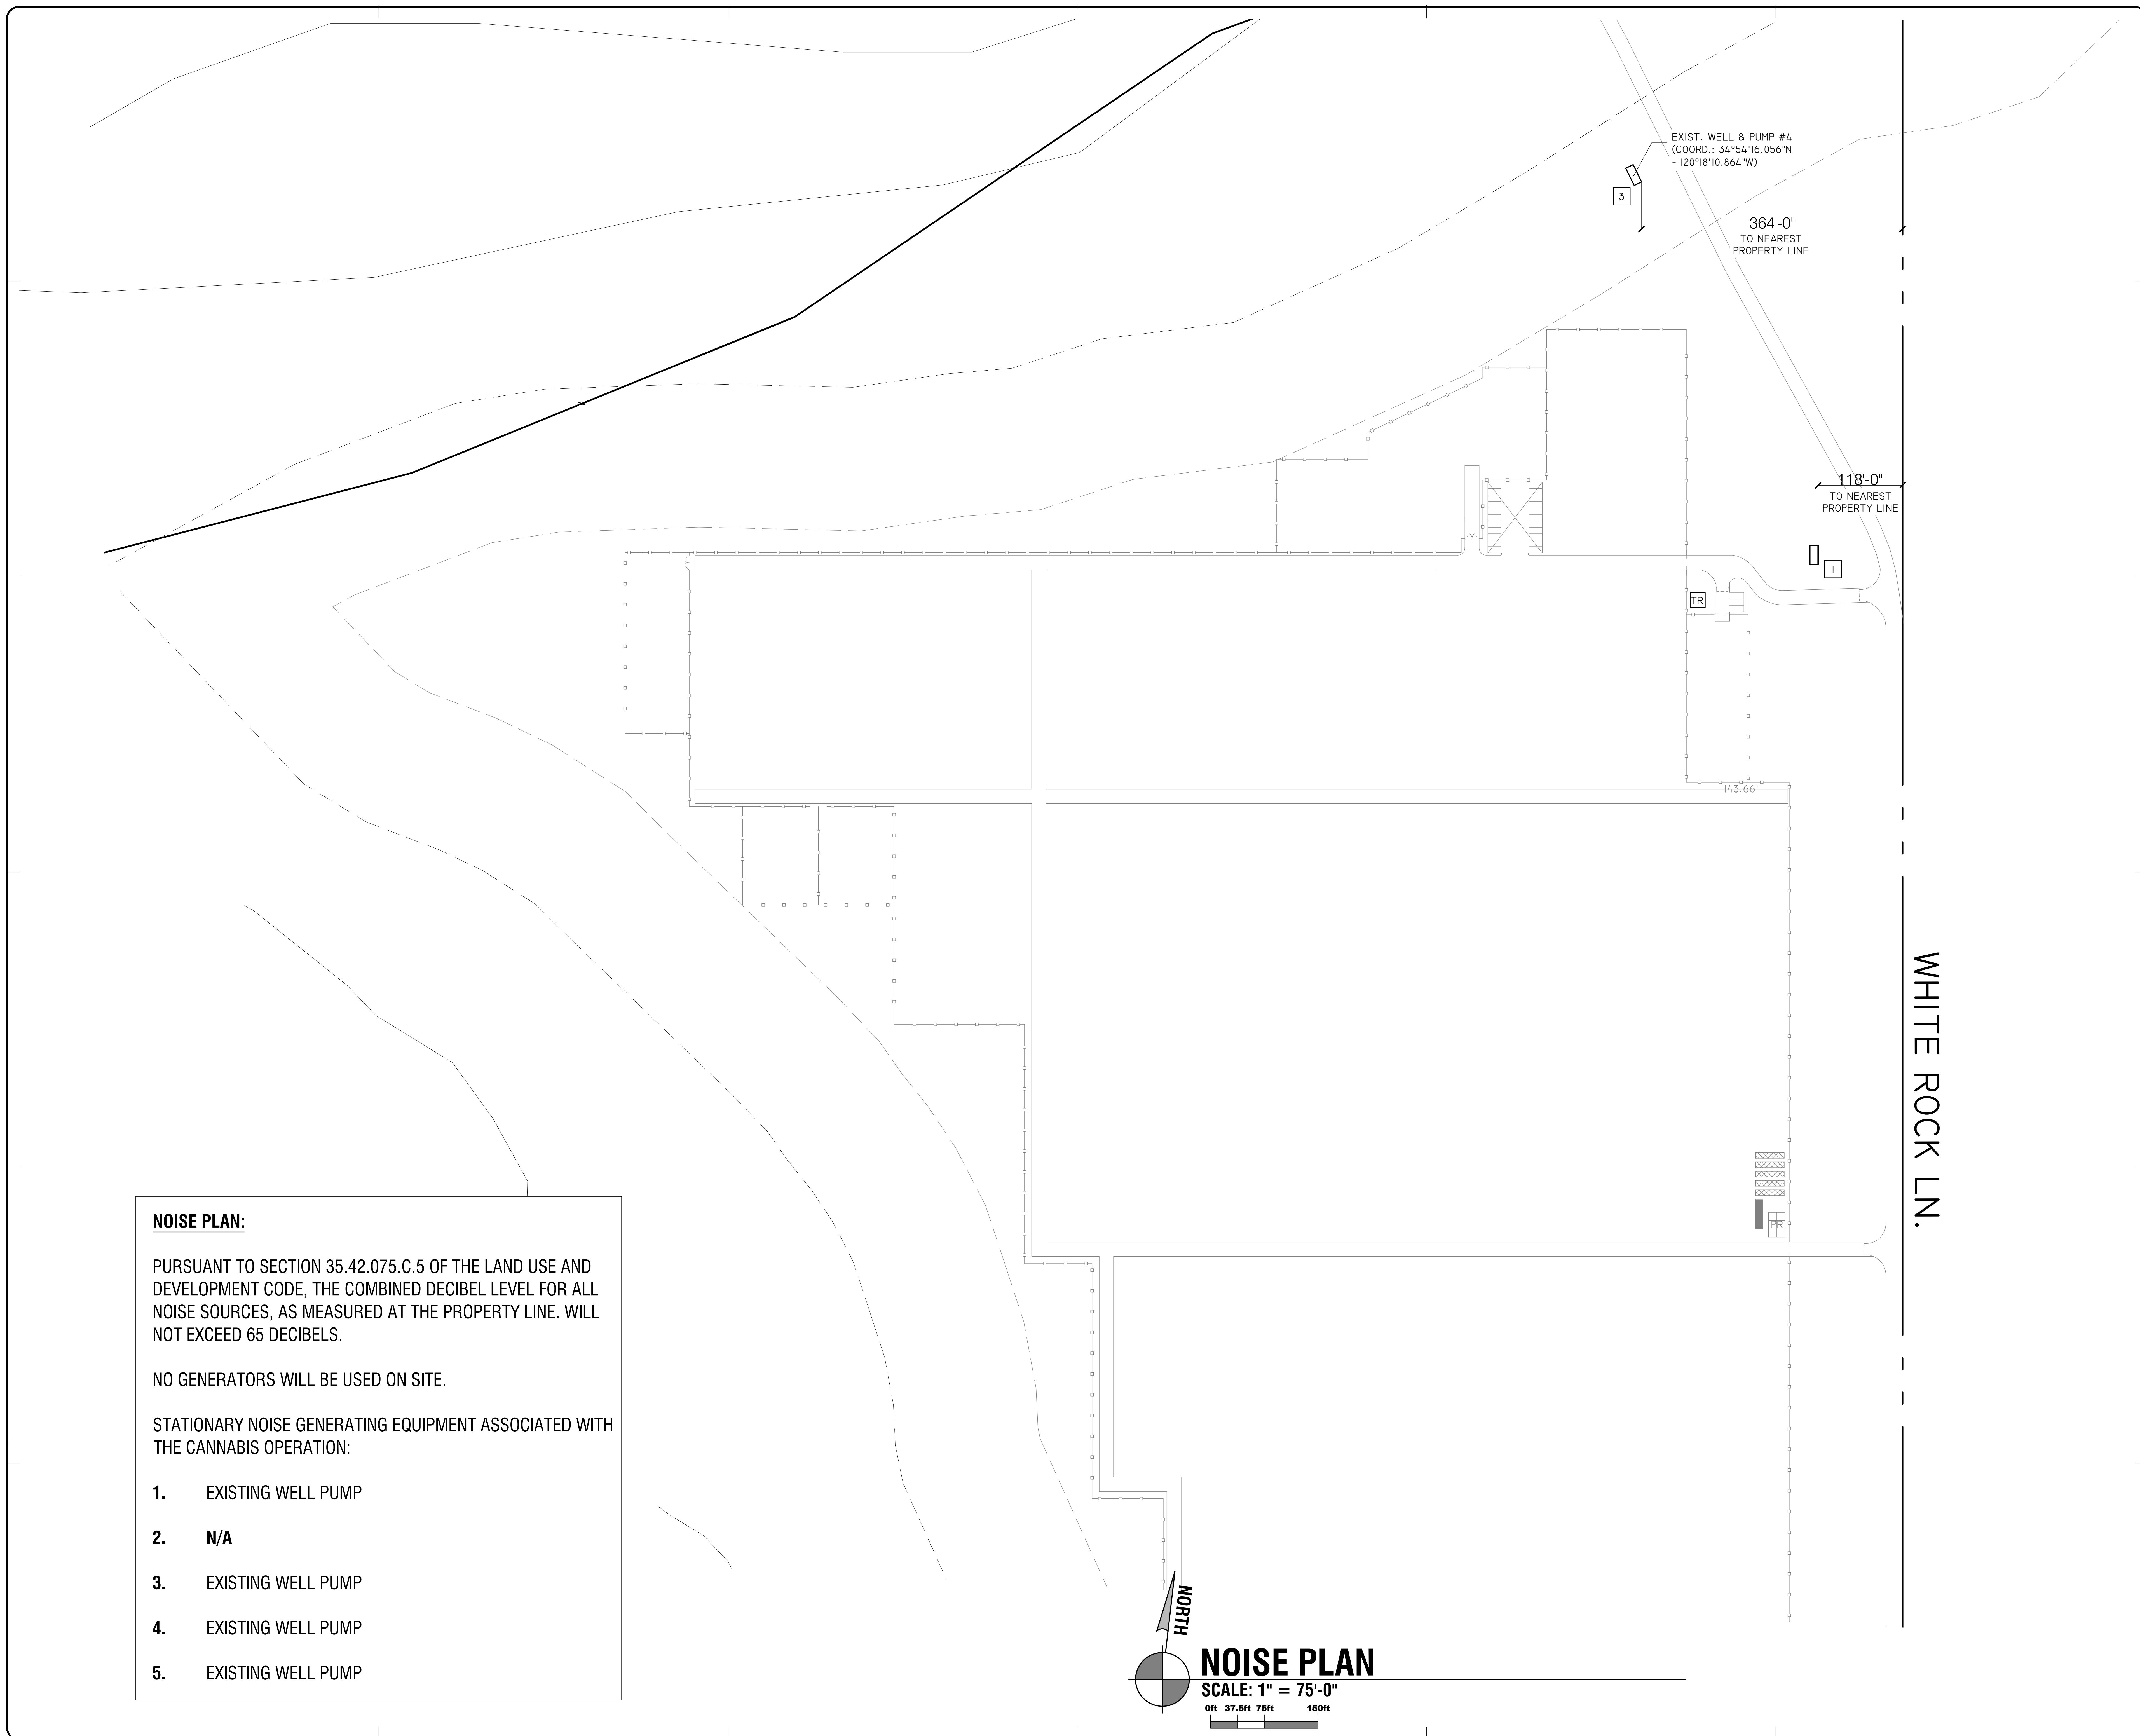 EXIST. WELL & PUMP #4
(COORD.: 34°54'16.056"N
- 120°18'10.864"W)
3
364'-0"
TO NEAREST
PROPERTY LINE
118'-0"
TO NEAREST
PROPERTY LINE
1
TR
143.66'
WHITE ROCK LN.
PR
NOISE PLAN:
PURSUANT TO SECTION 35.42.075.C.5 OF THE LAND USE AND
DEVELOPMENT CODE, THE COMBINED DECIBEL LEVEL FOR ALL
NOISE SOURCES, AS MEASURED AT THE PROPERTY LINE. WILL
NOT EXCEED 65 DECIBELS.
NO GENERATORS WILL BE USED ON SITE.
STATIONARY NOISE GENERATING EQUIPMENT ASSOCIATED WITH
THE CANNABIS OPERATION:
1. EXISTING WELL PUMP
2. N/A
3. EXISTING WELL PUMP
4. EXISTING WELL PUMP
5. EXISTING WELL PUMP
NORTH
NOISE PLAN
SCALE: 1" = 75'-0"
0ft 37.5ft 75ft 150ft